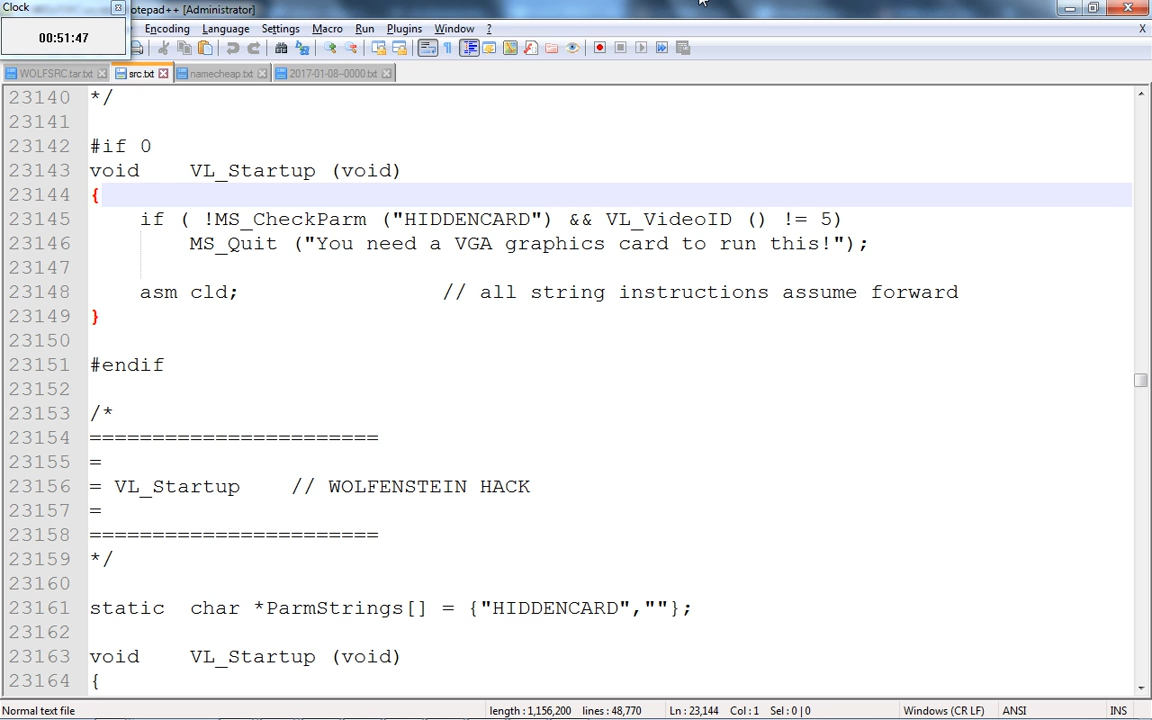 Clock
otepad++ [Administrator]
00:51:47
Encoding Language Settings Macro Run Plugins Window ? X
WOLFSRC.tar.txt src.txt namecheap.txt 2017-01-08--0000.txt
23140 */
23141
23142 #if 0
23143 void VL_Startup (void)
23144 {
23145 if ( !MS_CheckParm ("HIDDENCARD") && VL_VideoID () != 5)
23146 MS_Quit ("You need a VGA graphics card to run this!");
23147
23148 asm cld; // all string instructions assume forward
23149 }
23150
23151 #endif
23152
23153 /*
23154 =======================
23155 =
23156 = VL_Startup // WOLFENSTEIN HACK
23157 =
23158 =======================
23159 */
23160
23161 static char *ParmStrings[] = {"HIDDENCARD",""};
23162
23163 void VL_Startup (void)
23164 {
Normal text file length : 1,156,200 lines : 48,770 Ln : 23,144 Col : 1 Sel : 0 | 0 Windows (CR LF) ANSI INS